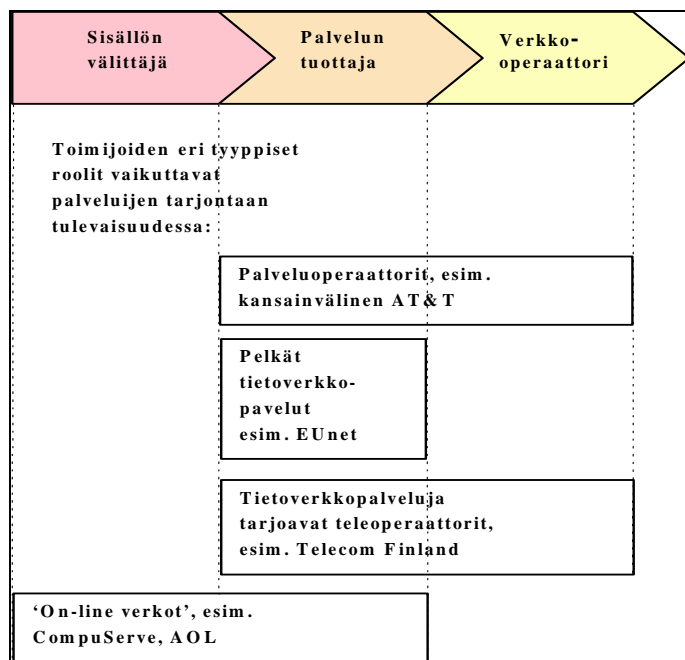 Sisällön
välittäjä
Palvelun
tuottaja
Verkko-
operaattori
Toimijoiden eri tyyppiset
roolit vaikuttavat
palveluijen tarjontaan
tulevaisuudessa:
Palveluoperaattorit, esim.
kansainvälinen AT&T
Pelkät
tietoverkko-
pavelut
esim. EUnet
Tietoverkkopalveluja
tarjoavat teleoperaattorit,
esim. Telecom Finland
‘On-line verkot’, esim.
CompuServe, AOL